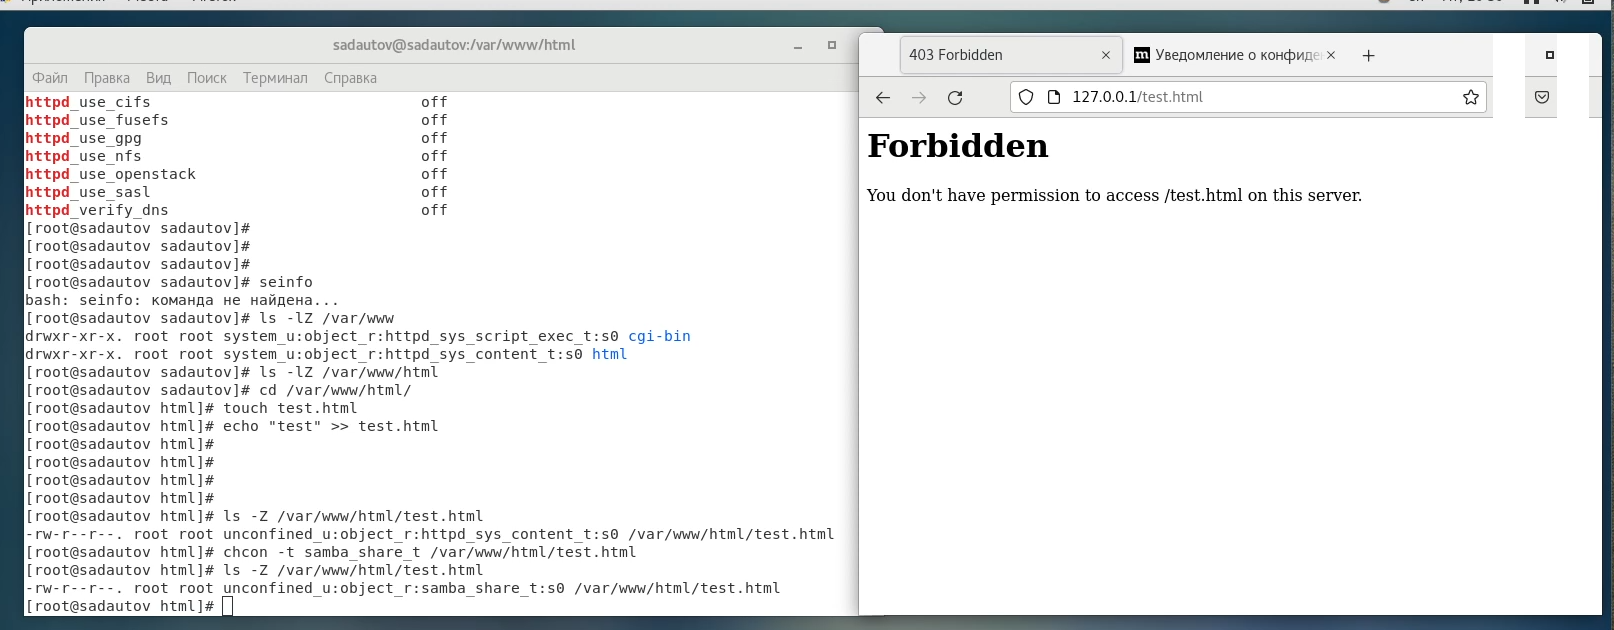 sadautov@sadautov:/var/www/html
Файл Правка Вид Поиск Терминал Справка
httpd_use_cifs off
httpd_use_fusefs off
httpd_use_gpg off
httpd_use_nfs off
httpd_use_openstack off
httpd_use_sasl off
httpd_verify_dns off
[root@sadautov sadautov]#
[root@sadautov sadautov]#
[root@sadautov sadautov]#
[root@sadautov sadautov]# seinfo
bash: seinfo: команда не найдена...
[root@sadautov sadautov]# ls -lZ /var/www
drwxr-xr-x. root root system_u:object_r:httpd_sys_script_exec_t:s0 cgi-bin
drwxr-xr-x. root root system_u:object_r:httpd_sys_content_t:s0 html
[root@sadautov sadautov]# ls -lZ /var/www/html
[root@sadautov sadautov]# cd /var/www/html/
[root@sadautov html]# touch test.html
[root@sadautov html]# echo "test" >> test.html
[root@sadautov html]#
[root@sadautov html]#
[root@sadautov html]#
[root@sadautov html]#
[root@sadautov html]# ls -Z /var/www/html/test.html
-rw-r--r--. root root unconfined_u:object_r:httpd_sys_content_t:s0 /var/www/html/test.html
[root@sadautov html]# chcon -t samba_share_t /var/www/html/test.html
[root@sadautov html]# ls -Z /var/www/html/test.html
-rw-r--r--. root root unconfined_u:object_r:samba_share_t:s0 /var/www/html/test.html
[root@sadautov html]#
403 Forbidden
m Уведомление о конфиде
127.0.0.1/test.html
Forbidden
You don't have permission to access /test.html on this server.